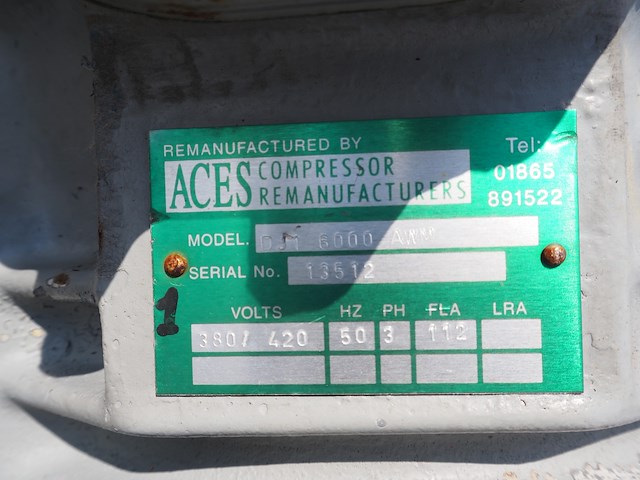 REMANUFACTURED BY
Tel:
ACES COMPRESSOR
REMANUFACTURERS
01865
891522
MODEL. 6000
SERIAL No. 13512
VOLTS HZ PH FLA LRA
380/ 420 50 3 112
1